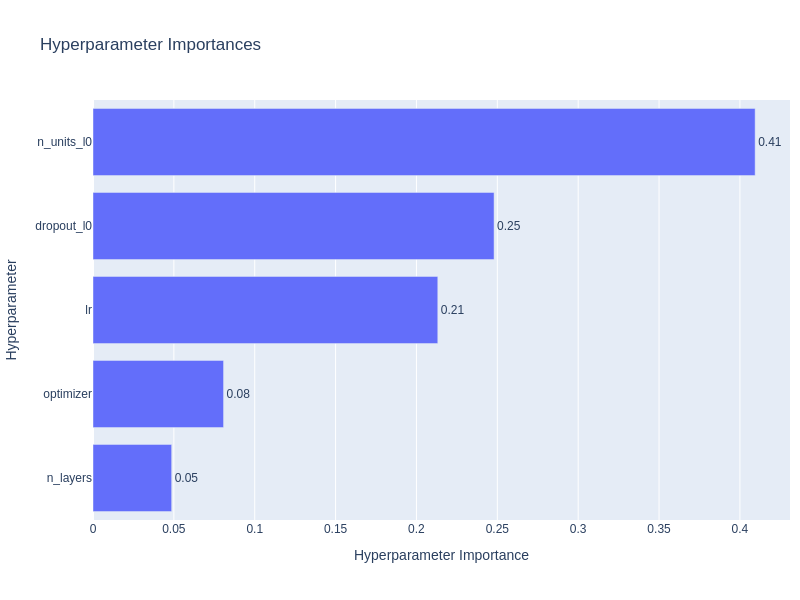 Hyperparameter Importances
n_units_l0
0.41
dropout_l0
0.25
lr
0.21
optimizer
0.08
n_layers
0.05
0
0.05
0.1
0.15
0.2
0.25
0.3
0.35
0.4
Hyperparameter Importance
Hyperparameter